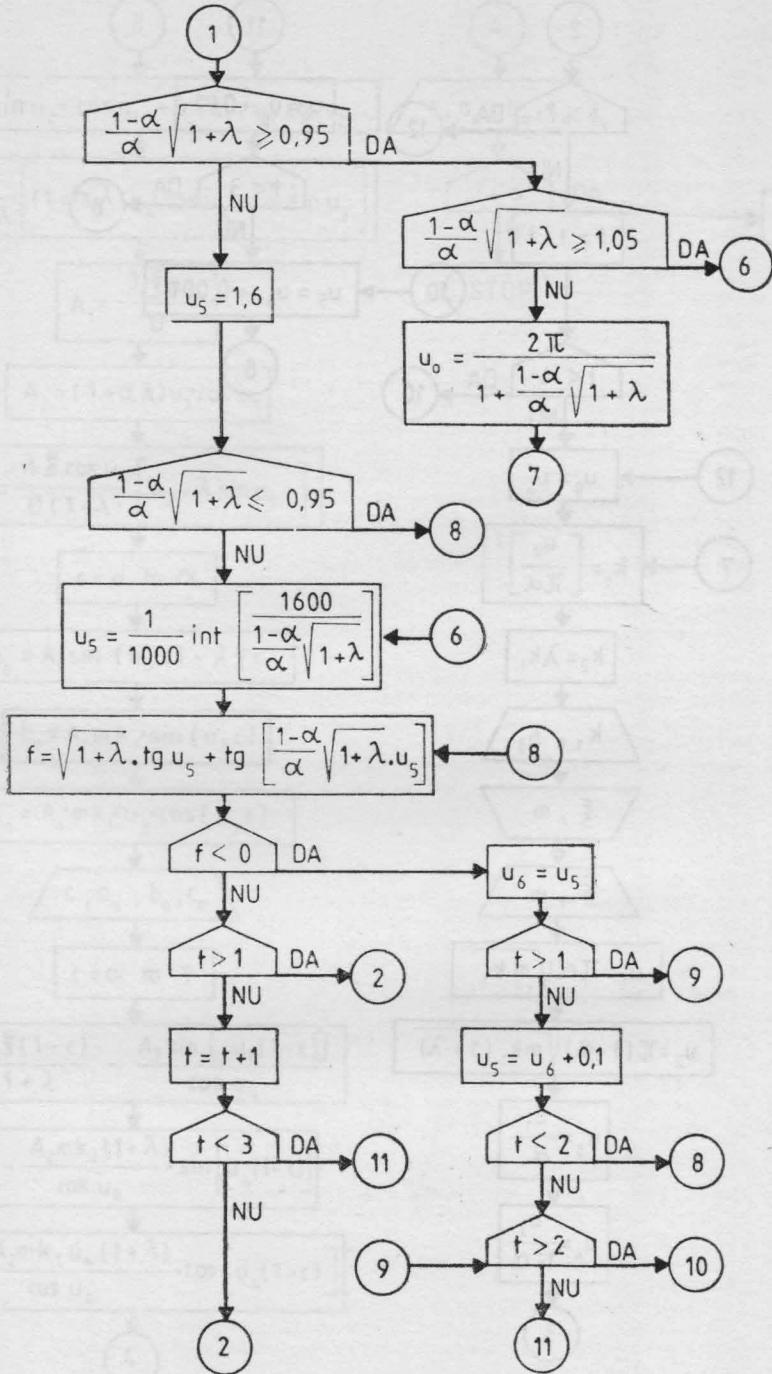 1
(1-α)/α √(1+λ) ⩾ 0,95
DA
NU
(1-α)/α √(1+λ) ⩾ 1,05
DA
6
NU
u₅ = 1,6
u₀ = 2π / (1 + (1-α)/α √(1+λ))
7
(1-α)/α √(1+λ) ⩽ 0,95
DA
8
NU
u₅ = 1/1000 int [1600 / ((1-α)/α √(1+λ))]
6
f = √(1+λ) . tg u₅ + tg [(1-α)/α √(1+λ) . u₅]
8
f < 0
DA
NU
u₆ = u₅
t > 1
DA
2
NU
t > 1
DA
9
NU
t = t+1
u₅ = u₆ + 0,1
t < 3
DA
11
NU
t < 2
DA
8
NU
9
t > 2
DA
10
NU
2
11